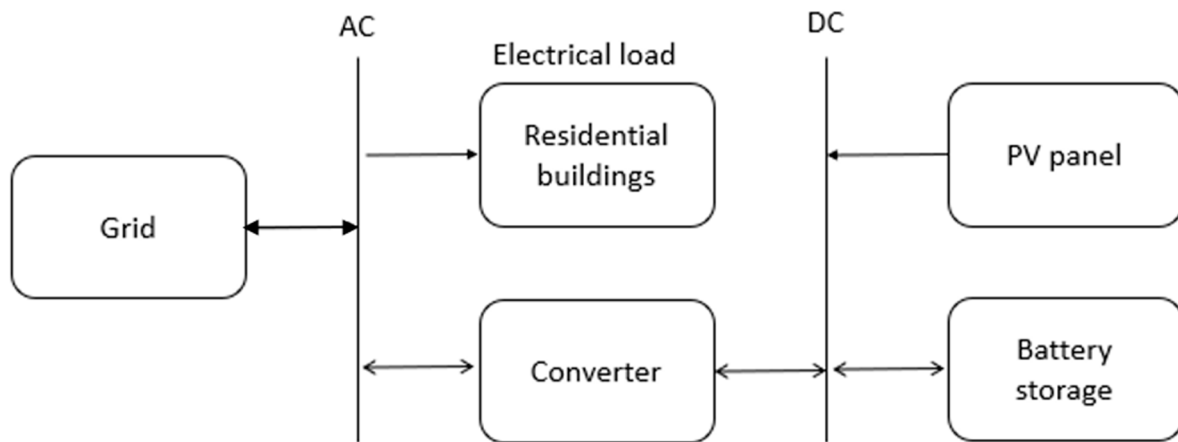 AC
DC
Electrical load
Residential
buildings
PV panel
Grid
Converter
Battery
storage